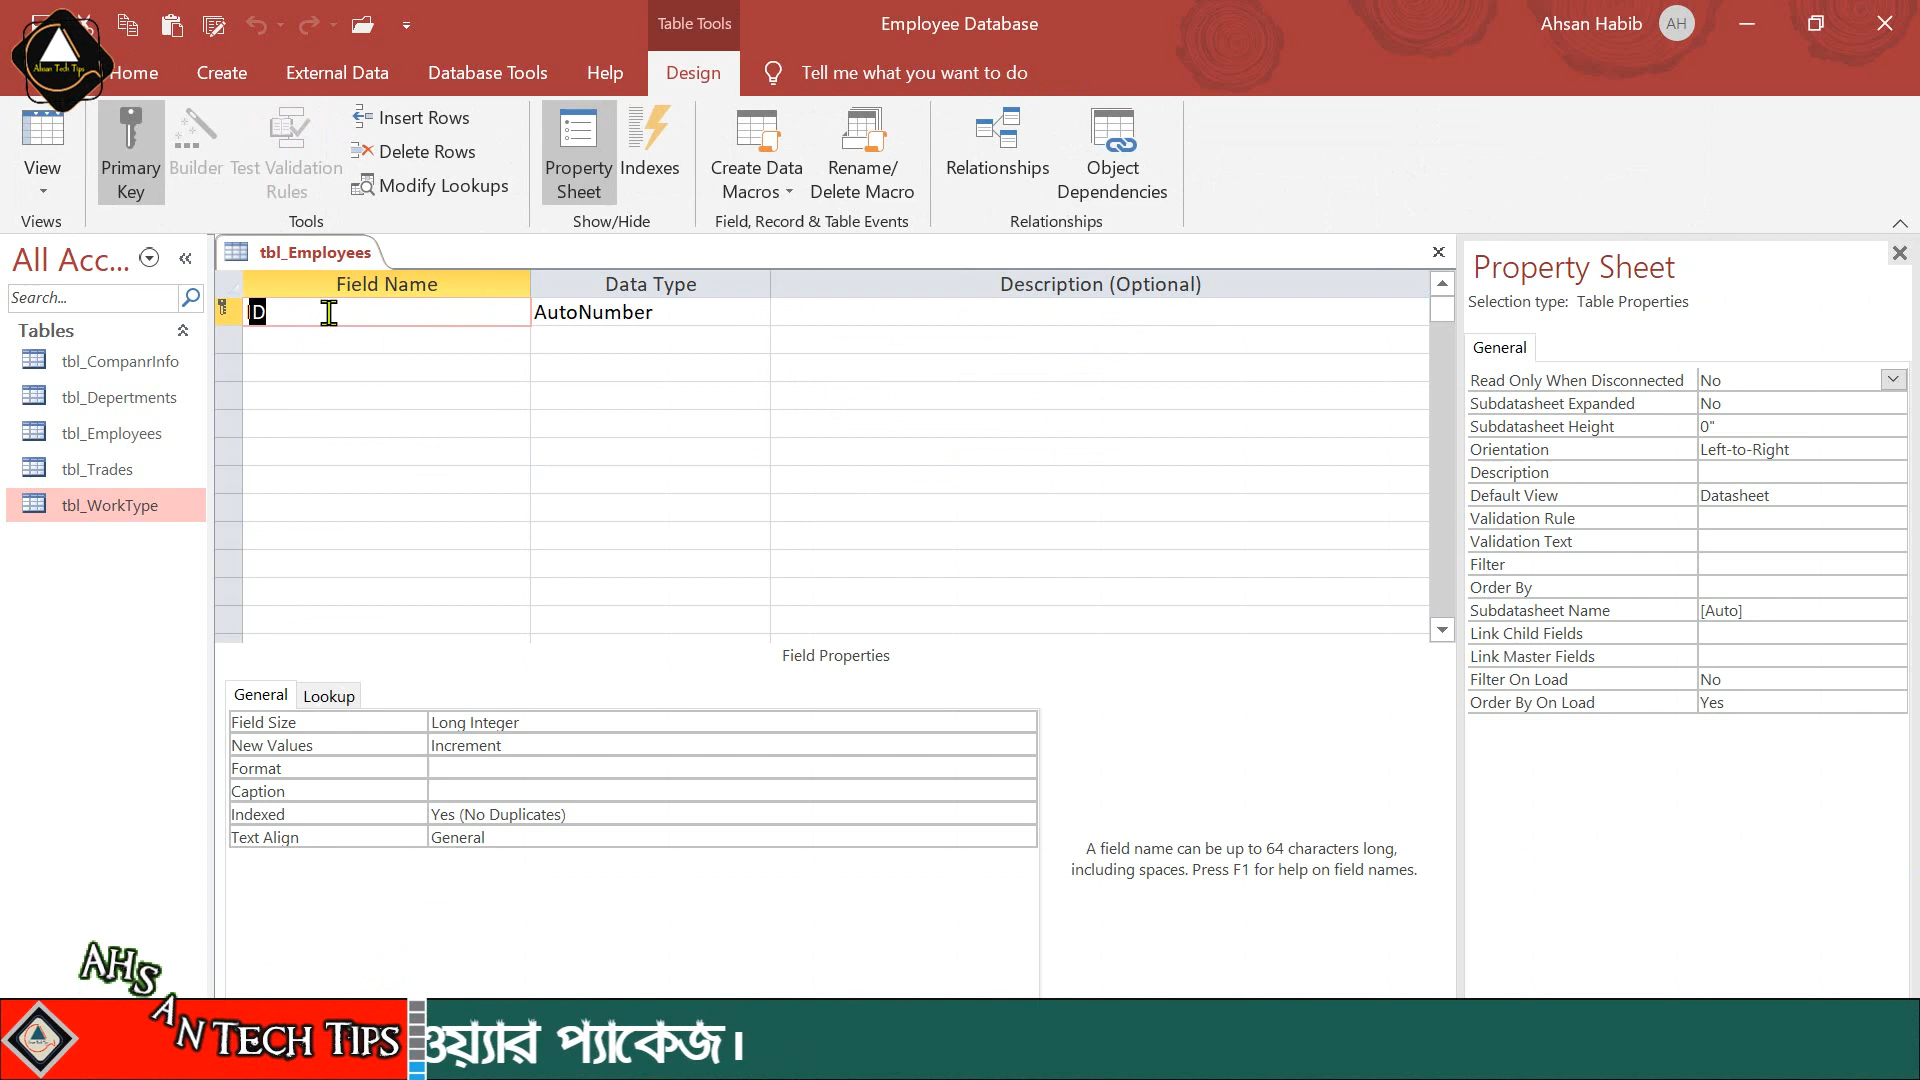 Table Tools
Employee Database
Ahsan Habib
AH
Home
Create
External Data
Database Tools
Help
Design
Tell me what you want to do
View
Primary Key
Builder
Test Validation Rules
Insert Rows
Delete Rows
Modify Lookups
Property Sheet
Indexes
Create Data Macros
Rename/ Delete Macro
Relationships
Object Dependencies
Views
Tools
Show/Hide
Field, Record & Table Events
Relationships
All Acc...
Search...
Tables
tbl_CompanrInfo
tbl_Depertments
tbl_Employees
tbl_Trades
tbl_WorkType
tbl_Employees
Field Name
Data Type
Description (Optional)
ID
AutoNumber
Field Properties
General
Lookup
Field Size
Long Integer
New Values
Increment
Format
Caption
Indexed
Yes (No Duplicates)
Text Align
General
A field name can be up to 64 characters long,
including spaces. Press F1 for help on field names.
Property Sheet
Selection type: Table Properties
General
Read Only When Disconnected
No
Subdatasheet Expanded
No
Subdatasheet Height
0"
Orientation
Left-to-Right
Description
Default View
Datasheet
Validation Rule
Validation Text
Filter
Order By
Subdatasheet Name
[Auto]
Link Child Fields
Link Master Fields
Filter On Load
No
Order By On Load
Yes
AHSAN TECH TIPS
প্যাকেজ।